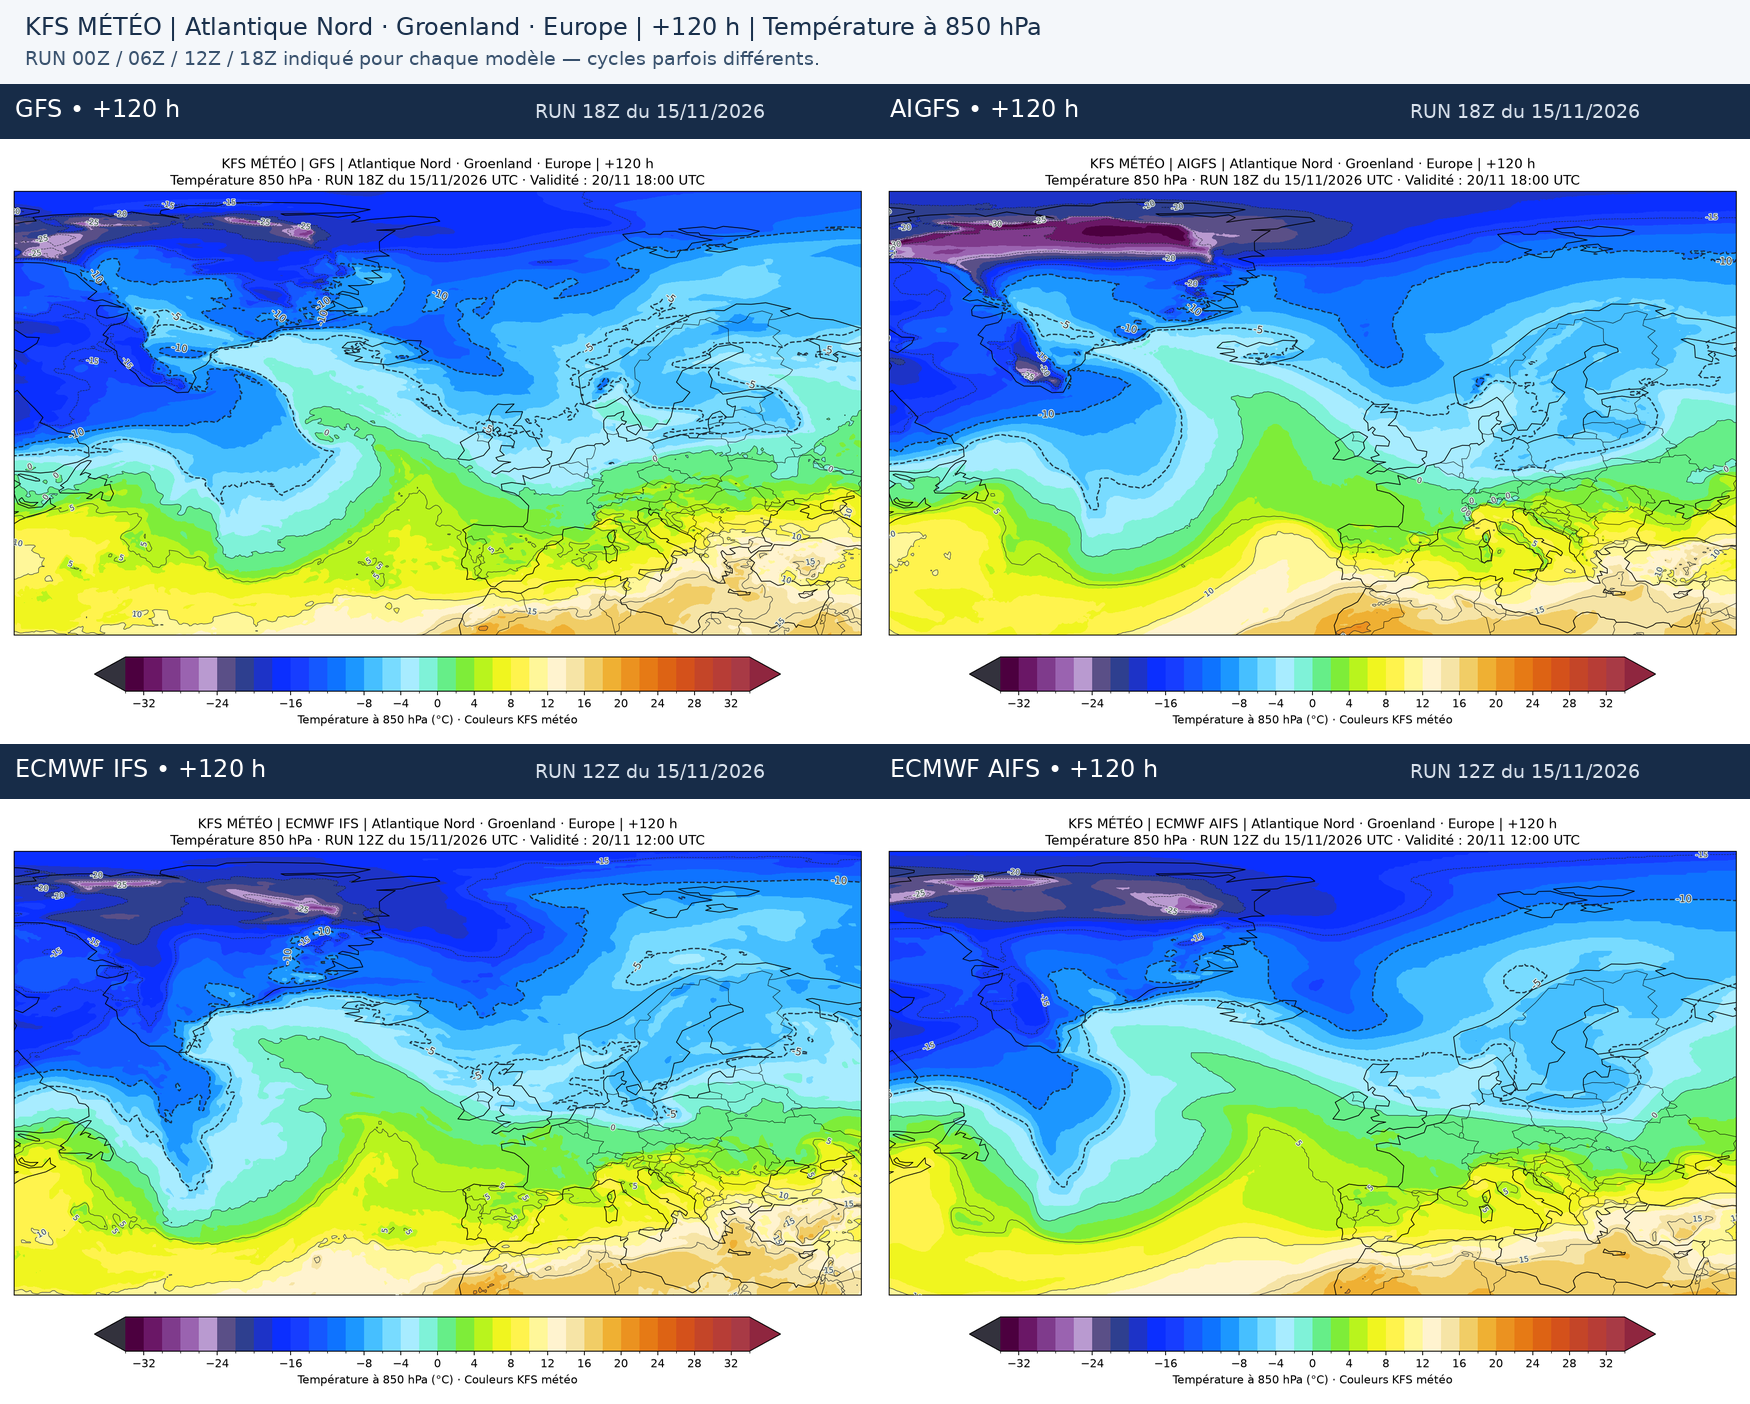 KFS MÉTÉO | Atlantique Nord · Groenland · Europe | +120 h | Température à 850 hPa
RUN 00Z / 06Z / 12Z / 18Z indiqué pour chaque modèle — cycles parfois différents.
GFS • +120 h
RUN 18Z du 15/11/2026
AIGFS • +120 h
RUN 18Z du 15/11/2026
KFS MÉTÉO | GFS | Atlantique Nord · Groenland · Europe | +120 h
Température 850 hPa · RUN 18Z du 15/11/2026 UTC · Validité : 20/11 18:00 UTC
KFS MÉTÉO | AIGFS | Atlantique Nord · Groenland · Europe | +120 h
Température 850 hPa · RUN 18Z du 15/11/2026 UTC · Validité : 20/11 18:00 UTC
−32 −24 −16 −8 −4 0 4 8 12 16 20 24 28 32
Température à 850 hPa (°C) · Couleurs KFS météo
−32 −24 −16 −8 −4 0 4 8 12 16 20 24 28 32
Température à 850 hPa (°C) · Couleurs KFS météo
ECMWF IFS • +120 h
RUN 12Z du 15/11/2026
ECMWF AIFS • +120 h
RUN 12Z du 15/11/2026
KFS MÉTÉO | ECMWF IFS | Atlantique Nord · Groenland · Europe | +120 h
Température 850 hPa · RUN 12Z du 15/11/2026 UTC · Validité : 20/11 12:00 UTC
KFS MÉTÉO | ECMWF AIFS | Atlantique Nord · Groenland · Europe | +120 h
Température 850 hPa · RUN 12Z du 15/11/2026 UTC · Validité : 20/11 12:00 UTC
−32 −24 −16 −8 −4 0 4 8 12 16 20 24 28 32
Température à 850 hPa (°C) · Couleurs KFS météo
−32 −24 −16 −8 −4 0 4 8 12 16 20 24 28 32
Température à 850 hPa (°C) · Couleurs KFS météo